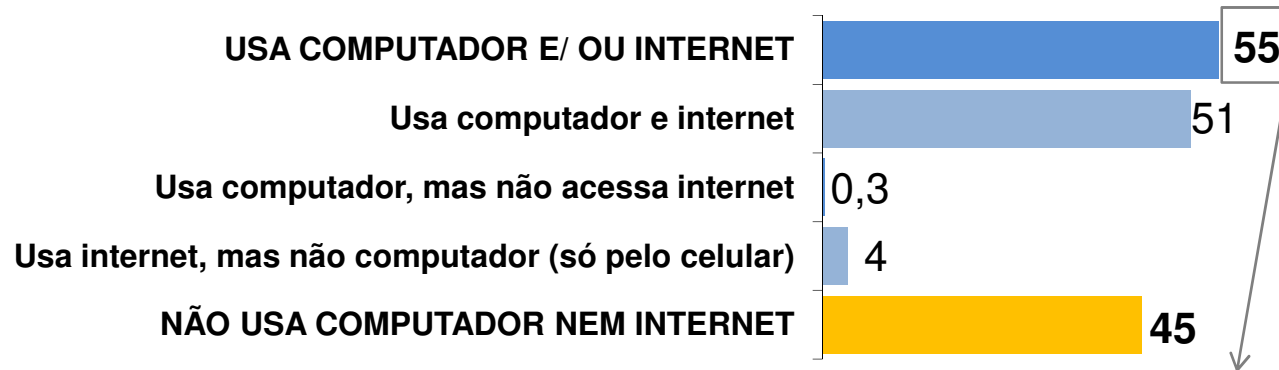 USA COMPUTADOR E/ OU INTERNET 55
Usa computador e internet 51
Usa computador, mas não acessa internet 0,3
Usa internet, mas não computador (só pelo celular) 4
NÃO USA COMPUTADOR NEM INTERNET 45